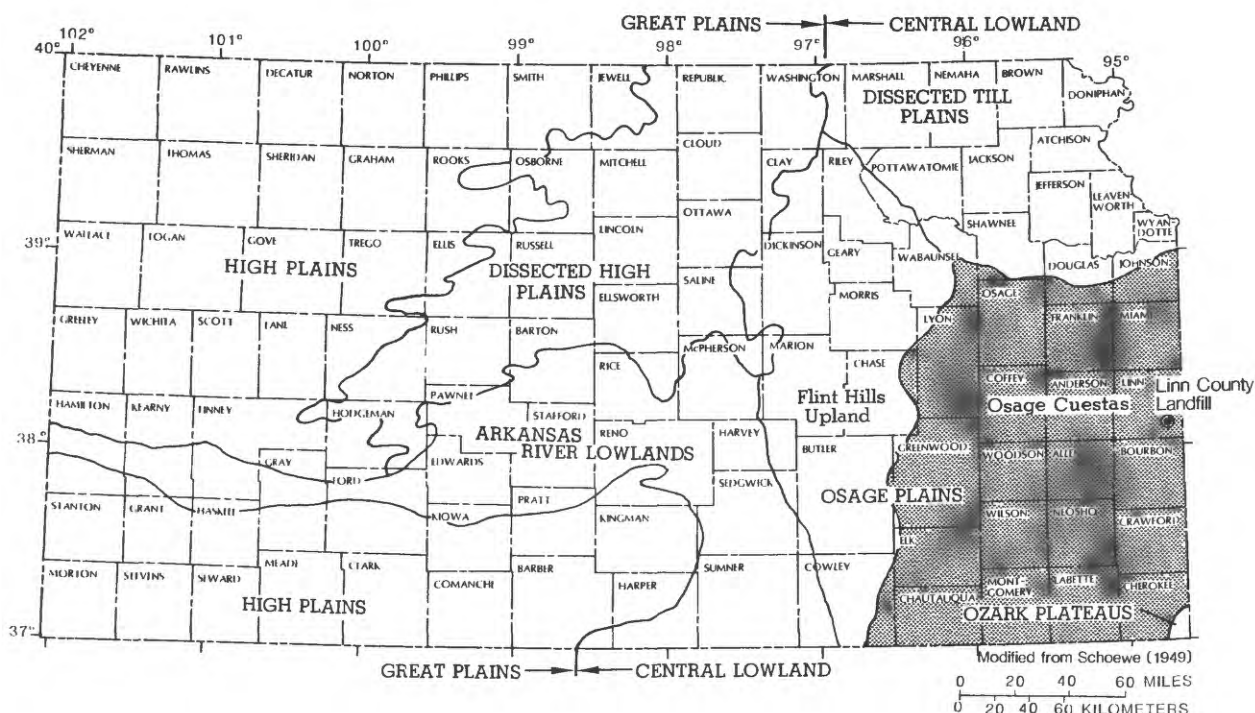 GREAT PLAINS CENTRAL LOWLAND
102° 101° 100° 99° 98° 97° 96° 95°
40°
CHEYENNE RAWLINS DECATUR NORTON PHILLIPS SMITH JEWELL REPUBLIC WASHINGTON MARSHALL NEMAHA BROWN
DONIPHAN
DISSECTED TILL
PLAINS
CLOUD
ATCHISON
SHERMAN THOMAS SHERIDAN GRAHAM ROOKS OSBORNE MITCHELL CLAY RILEY POTTAWATOMIE JACKSON
JEFFERSON
LEAVEN-
WORTH
OTTAWA
WYAN-
DOTTE
LINCOLN
SHAWNEE
39°
WALLACE LOGAN GOVE TREGO ELLIS RUSSELL DICKINSON
GEARY WABAUNSEE DOUGLAS JOHNSON
HIGH PLAINS
DISSECTED HIGH
PLAINS
SALINE
ELLSWORTH
MORRIS
OSAGE
GREELEY WICHITA SCOTT LANE NESS RUSH BARTON
LYON FRANKLIN MIAMI
MCPHERSON MARION
RICE
CHASE
COFFEY ANDERSON LINN
Linn County
Landfill
PAWNEE
HAMILTON KEARNY FINNEY
HODGEMAN
STAFFORD
Flint Hills
Upland
Osage Cuestas
38°
ARKANSAS
RIVER LOWLANDS
RENO HARVEY
BUTLER GREENWOOD
WOODSON ALLEN BOURBON
GRAY
FORD
EDWARDS
SEDGWICK
PRATT
OSAGE PLAINS
STANTON GRANT HASKELL
KIOWA
KINGMAN
WILSON NEOSHO CRAWFORD
ELK
MEADE CLARK
BARBER
SUMNER COWLEY
MORTON STEVENS SEWARD
COMANCHE
HARPER
MONT-
GOMERY
LABETTE CHEROKEE
CHAUTAUQUA
HIGH PLAINS
OZARK PLATEAUS
37°
GREAT PLAINS CENTRAL LOWLAND
Modified from Schoewe (1949)
0 20 40 60 MILES
0 20 40 60 KILOMETERS